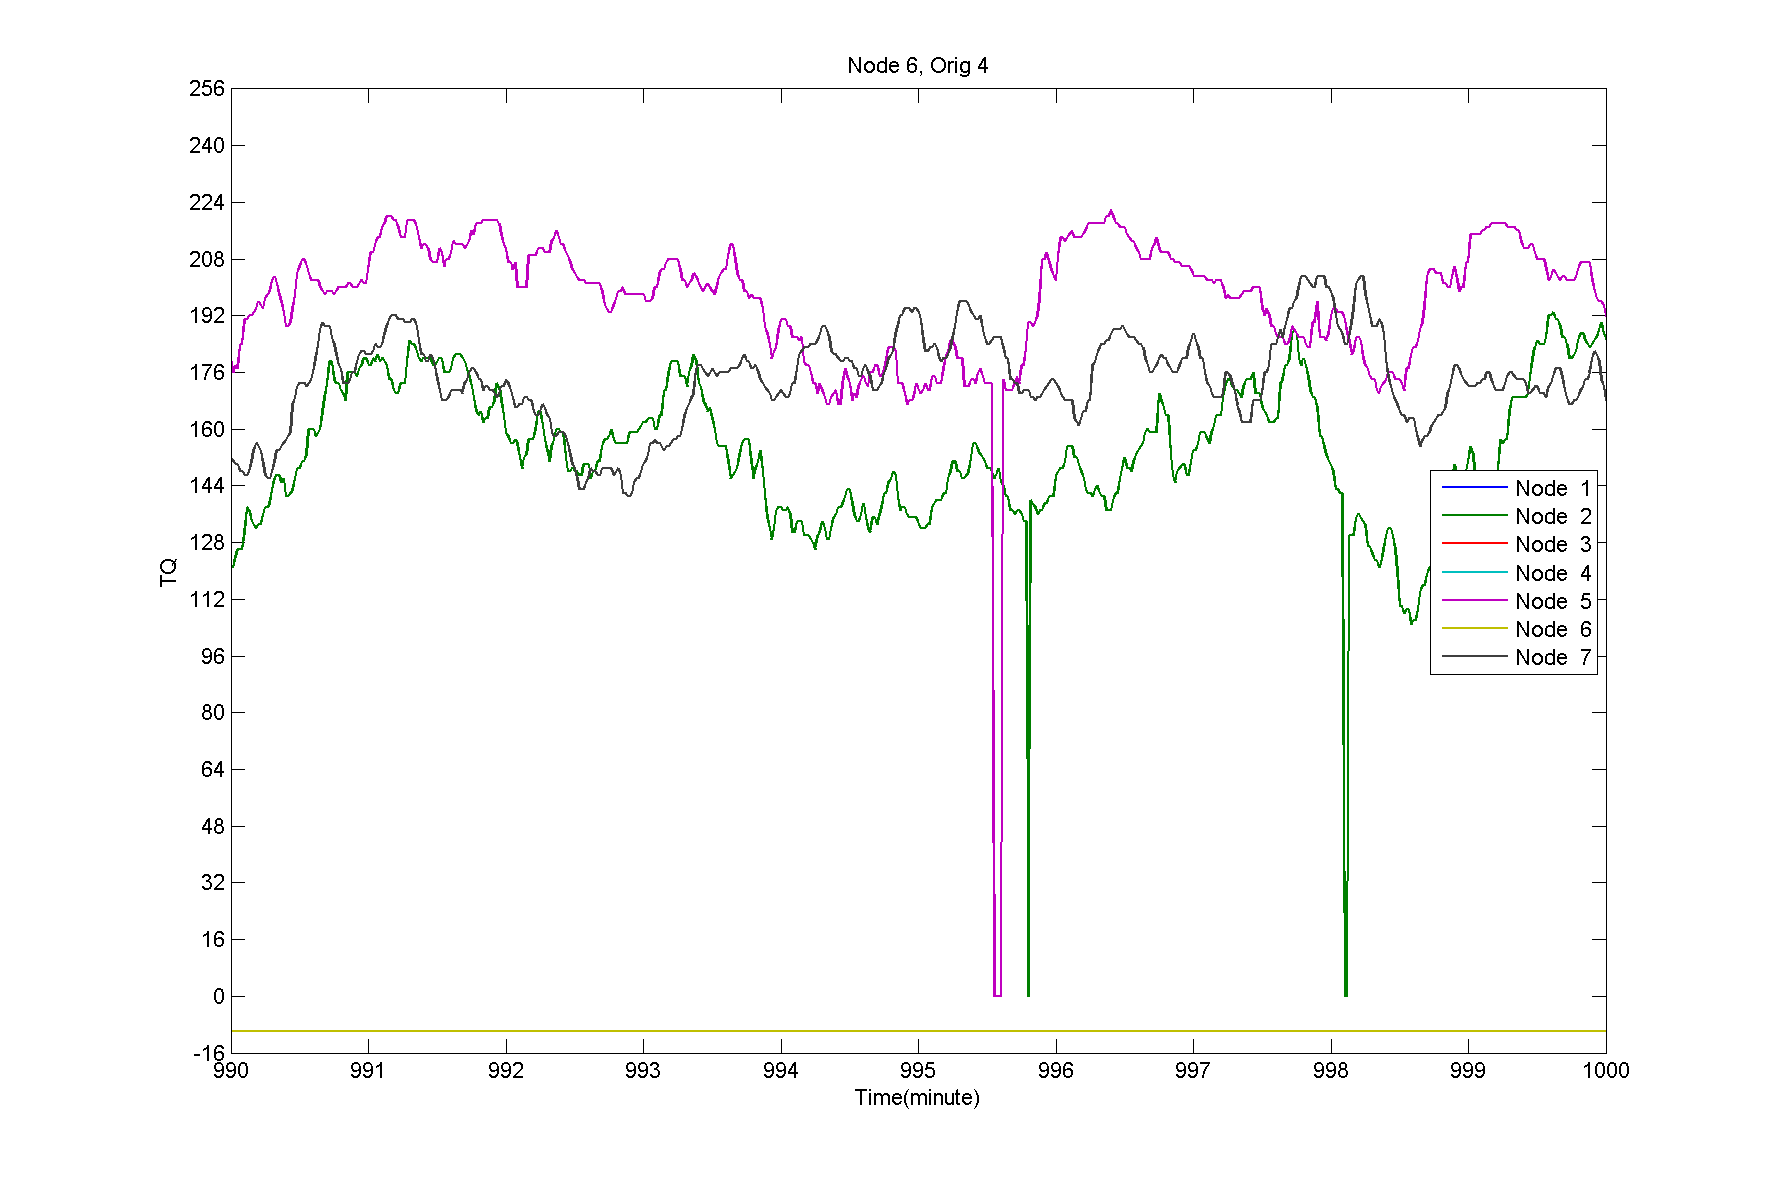 Node 6, Orig 4
256
240
224
208
192
176
160
144
128
112
96
80
64
48
32
16
0
-16
TQ
990 991 992 993 994 995 996 997 998 999 1000
Time(minute)
Node 1
Node 2
Node 3
Node 4
Node 5
Node 6
Node 7